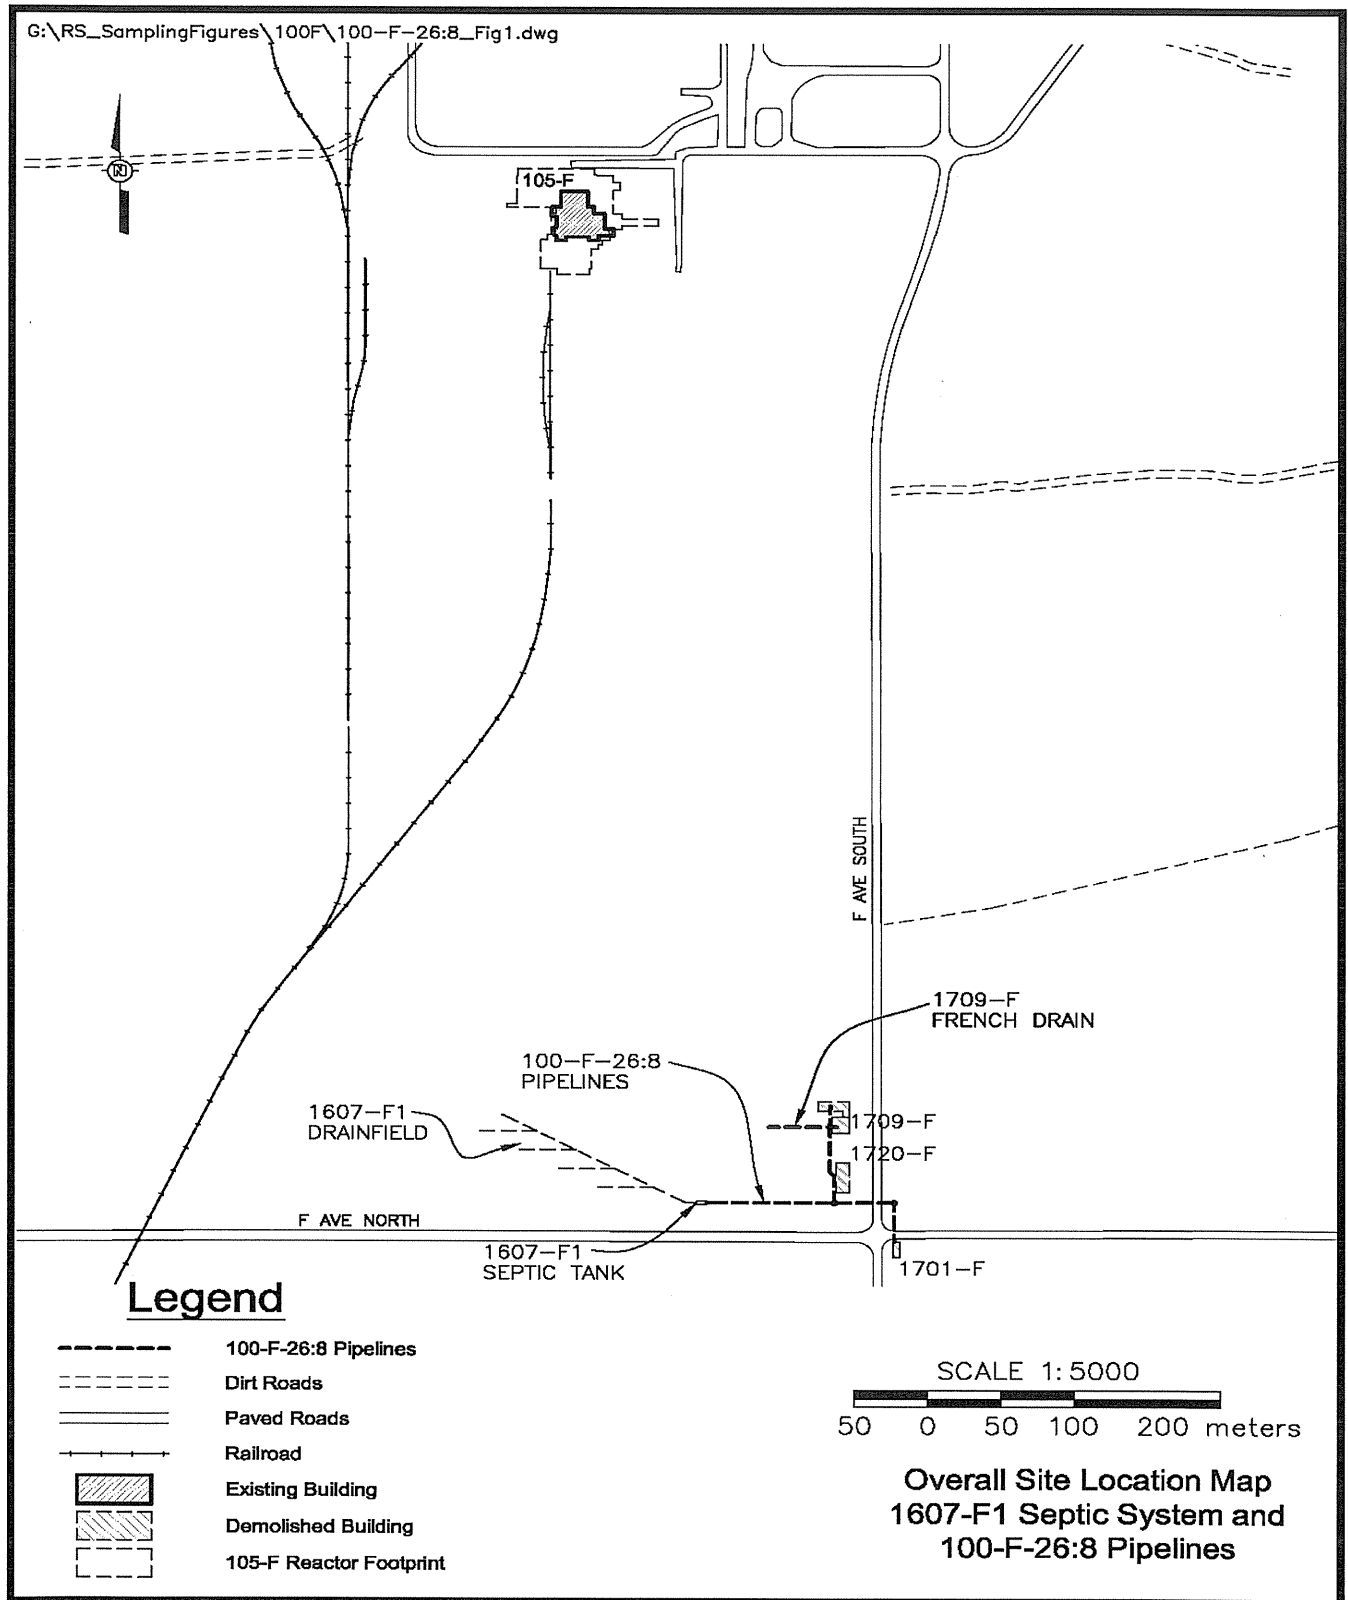 G:\RS_SamplingFigures\100F\100-F-26:8_Fig1.dwg
N
105-F
F AVE SOUTH
1709-F
FRENCH DRAIN
100-F-26:8
PIPELINES
1607-F1
DRAINFIELD
1709-F
1720-F
F AVE NORTH
1607-F1
SEPTIC TANK
1701-F
Legend
100-F-26:8 Pipelines
Dirt Roads
Paved Roads
Railroad
Existing Building
Demolished Building
105-F Reactor Footprint
SCALE 1:5000
50 0 50 100 200 meters
Overall Site Location Map
1607-F1 Septic System and
100-F-26:8 Pipelines